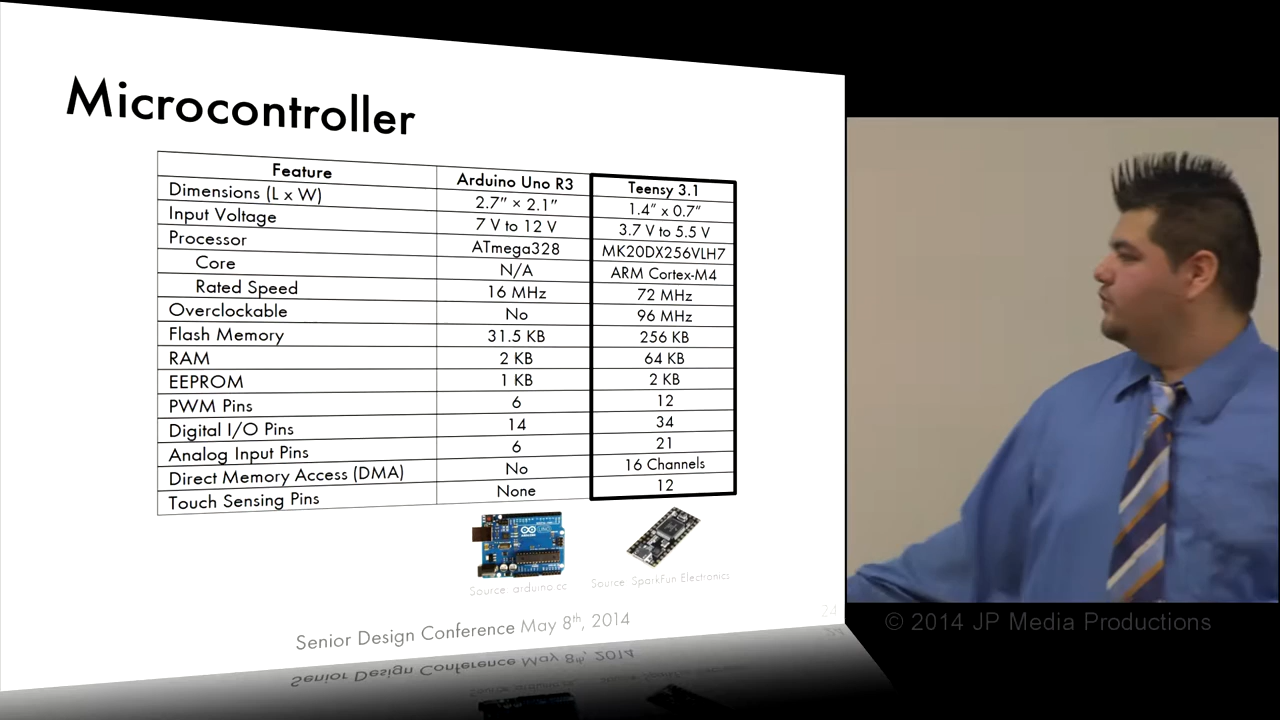 Microcontroller
Feature Arduino Uno R3 Teensy 3.1
Dimensions (L x W) 2.7" × 2.1" 1.4" x 0.7"
Input Voltage 7 V to 12 V 3.7 V to 5.5 V
Processor ATmega328 MK20DX256VLH7
Core N/A ARM Cortex-M4
Rated Speed 16 MHz 72 MHz
Overclockable No 96 MHz
Flash Memory 31.5 KB 256 KB
RAM 2 KB 64 KB
EEPROM 1 KB 2 KB
PWM Pins 6 12
Digital I/O Pins 14 34
Analog Input Pins 6 21
Direct Memory Access (DMA) No 16 Channels
Touch Sensing Pins None 12
Source: arduino.cc Source: SparkFun Electronics
Senior Design Conference May 8th, 2014
24
© 2014 JP Media Productions